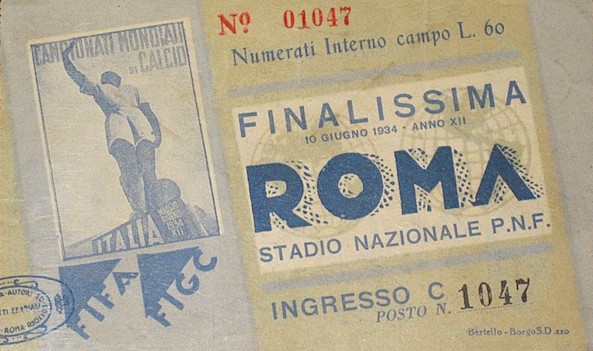 Nº 01047
Numerati Interno campo L. 60
CAMPIONATI MONDIALI
DI CALCIO
ITALIA
FIFA
FIGC
FINALISSIMA
10 GIUGNO 1934 - ANNO XII
ROMA
STADIO NAZIONALE P.N.F.
INGRESSO C
POSTO N. 1047
ROMA